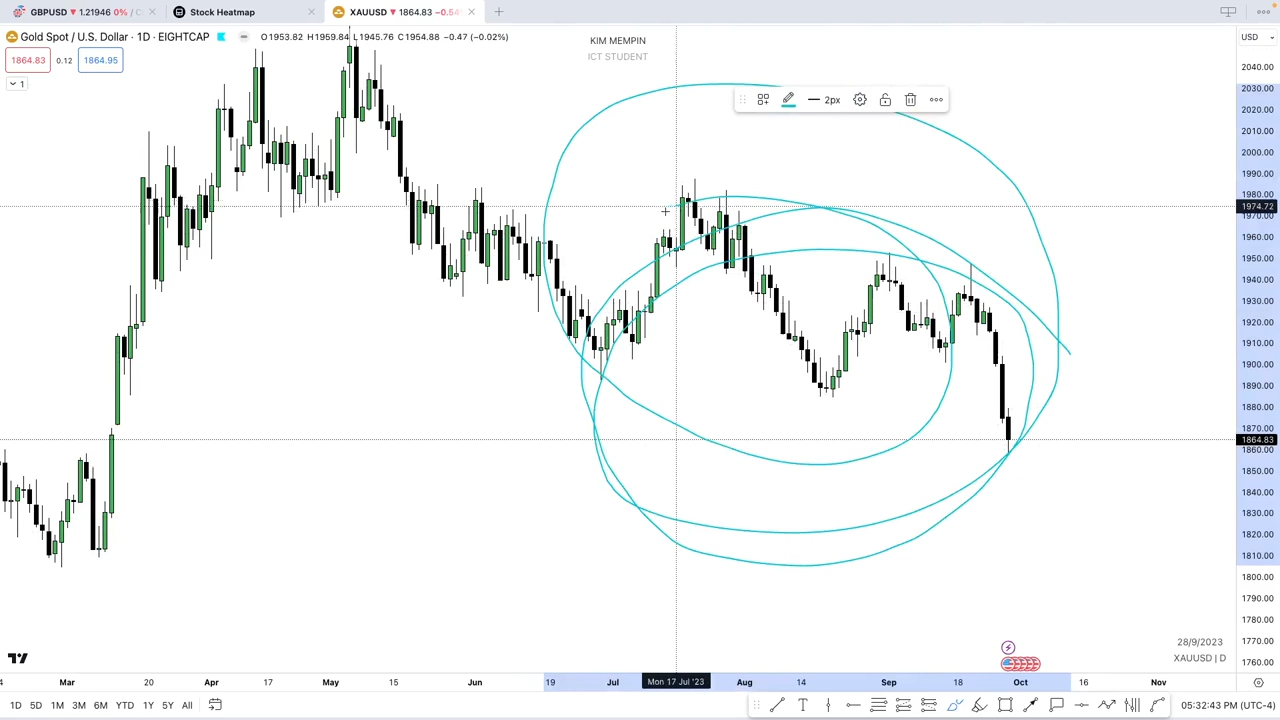 GBPUSD ▼ 1.21946 0% /
Stock Heatmap
XAUUSD ▼ 1864.83 −0.54
Gold Spot / U.S. Dollar · 1D · EIGHTCAP O1953.82 H1959.84 L1945.76 C1954.88 −0.47 (−0.02%)
USD
1864.83 0.12 1864.95
1
KIM MEMPIN
ICT STUDENT
2px
2040.00
2030.00
2020.00
2010.00
2000.00
1990.00
1980.00
1974.72
1970.00
1960.00
1950.00
1940.00
1930.00
1920.00
1910.00
1900.00
1890.00
1880.00
1870.00
1864.83
1860.00
1850.00
1840.00
1830.00
1820.00
1810.00
1800.00
1790.00
1780.00
1770.00
1760.00
28/9/2023
XAUUSD | D
4 Mar 20 Apr 17 May 15 Jun 19 Jul Mon 17 Jul '23 Aug 14 Sep 18 Oct 16 Nov
1D 5D 1M 3M 6M YTD 1Y 5Y All
05:32:43 PM (UTC-4)